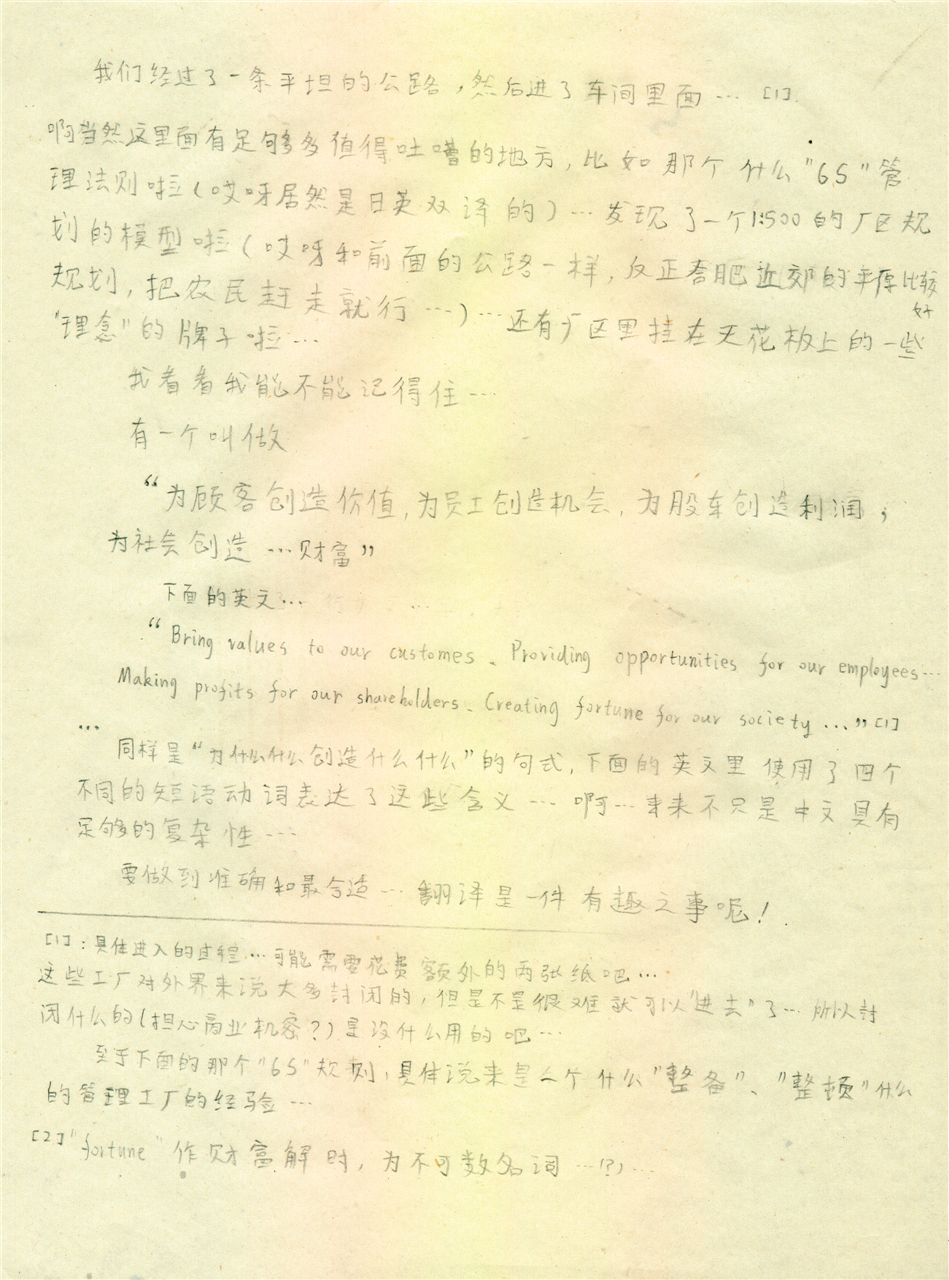 我们经过了一条平坦的公路,然后进了车间里面… [1].
啊当然这里面有足够多值得吐嘈的地方,比如那个什么"6S"管
理法则啦(哎呀居然是日英双译的)…发现了一个1:500的厂区规
划的模型啦(哎呀和前面的公路一样,反正合肥近郊的平原比较好
规划,把农民赶走就行…)…还有厂区里挂在天花板上的一些
"理念"的牌子啦…
我看看我能不能记得住…
有一个叫做
“为顾客创造价值,为员工创造机会,为股东创造利润,
为社会创造…财富”
下面的英文…
“Bring values to our customes. Providing opportunities for our employees…
Making profits for our shareholders. Creating fortune for our society …” [1]
…
同样是“为什么什么创造什么什么”的句式,下面的英文里使用了四个
不同的短语动词表达了这些含义…啊…本来不只是中文具有
足够的复杂性…
要做到准确和最合适…翻译是一件有趣之事呢!
[1]:具体进入的过程…可能需要花费额外的两张纸吧…
这些工厂对外界来说大多封闭的,但是不是很难就可以"进去"了…所以封
闭什么的(担心商业机密?)是没什么用的吧…
至于下面的那个"6S"规则,具体说来是六个什么"整备"、"整顿"什么
的管理工厂的经验…
[2]"fortune"作财富解时,为不可数名词…(?)…